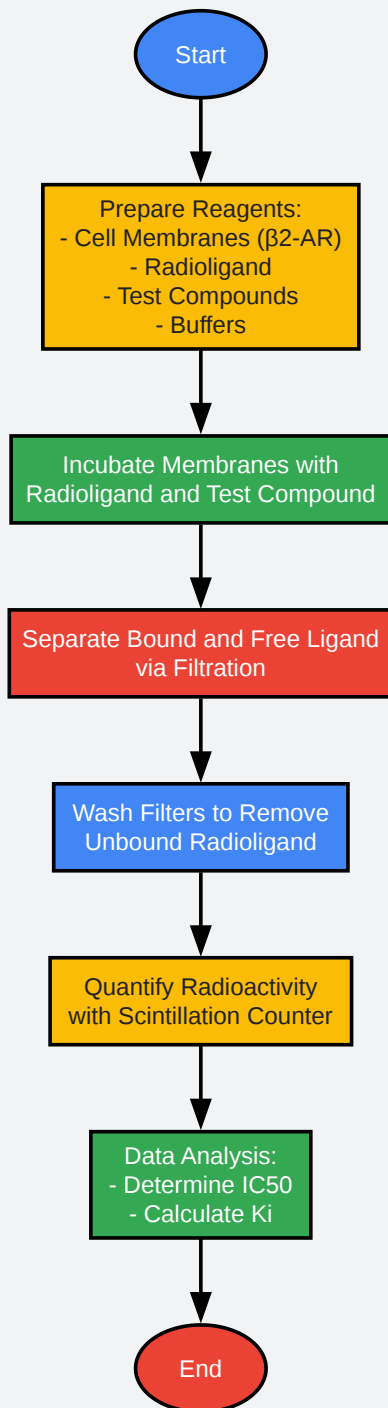 Start
Prepare Reagents:
- Cell Membranes (β2-AR)
- Radioligand
- Test Compounds
- Buffers
Incubate Membranes with
Radioligand and Test Compound
Separate Bound and Free Ligand
via Filtration
Wash Filters to Remove
Unbound Radioligand
Quantify Radioactivity
with Scintillation Counter
Data Analysis:
- Determine IC50
- Calculate Ki
End